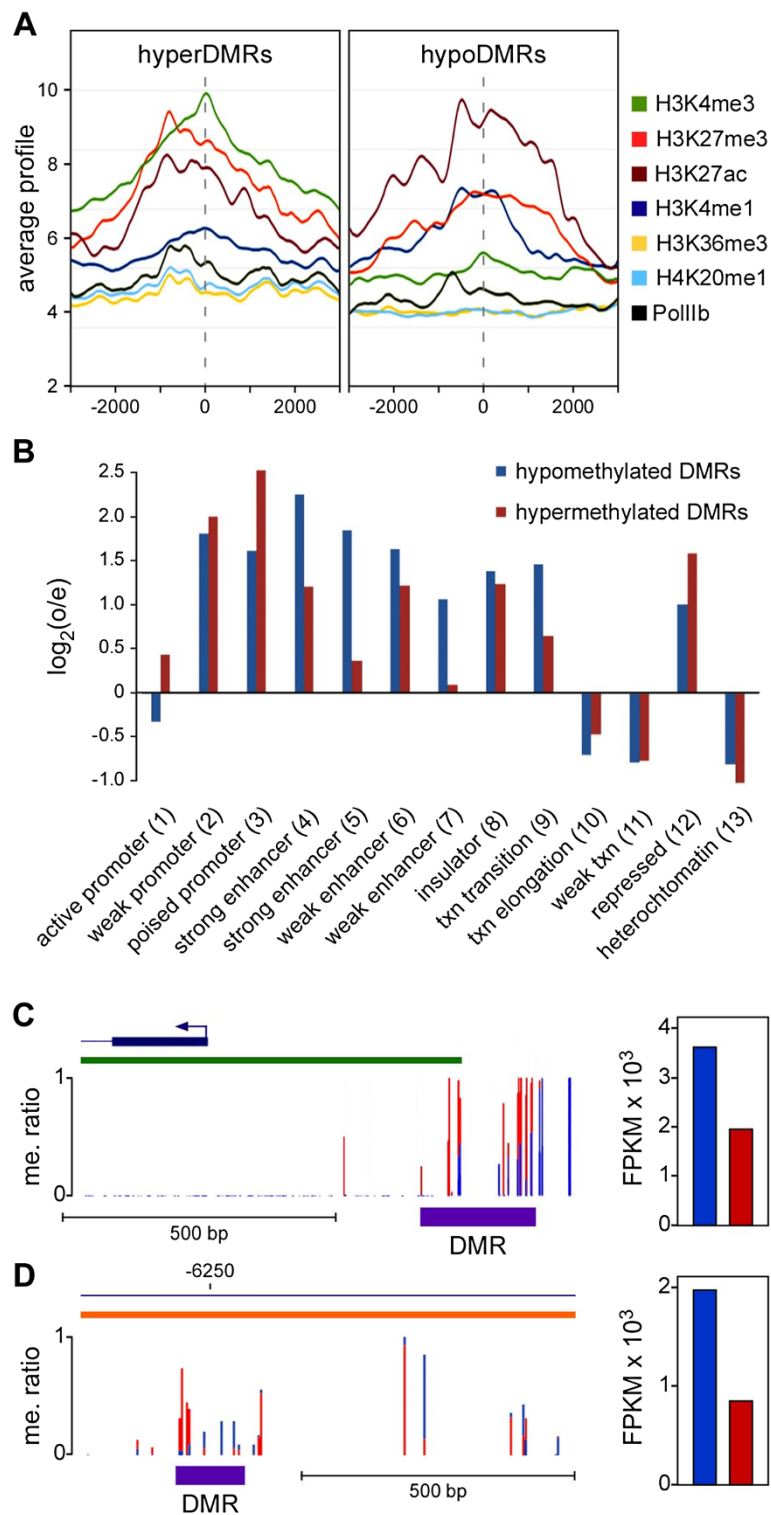 A
hyperDMRs
hypoDMRs
average profile
10
8
6
4
2
-2000
0
2000
-2000
0
2000
H3K4me3
H3K27me3
H3K27ac
H3K4me1
H3K36me3
H4K20me1
PolIIb
B
log2(o/e)
2.5
2.0
1.5
1.0
0.5
0
-0.5
-1.0
hypomethylated DMRs
hypermethylated DMRs
active promoter (1)
weak promoter (2)
poised promoter (3)
strong enhancer (4)
strong enhancer (5)
weak enhancer (6)
weak enhancer (7)
insulator (8)
txn transition (9)
txn elongation (10)
weak txn (11)
repressed (12)
heterochtomatin (13)
C
me. ratio
1
0
500 bp
DMR
FPKM x 10³
4
3
2
1
0
D
-6250
me. ratio
1
0
DMR
500 bp
FPKM x 10³
2
1
0